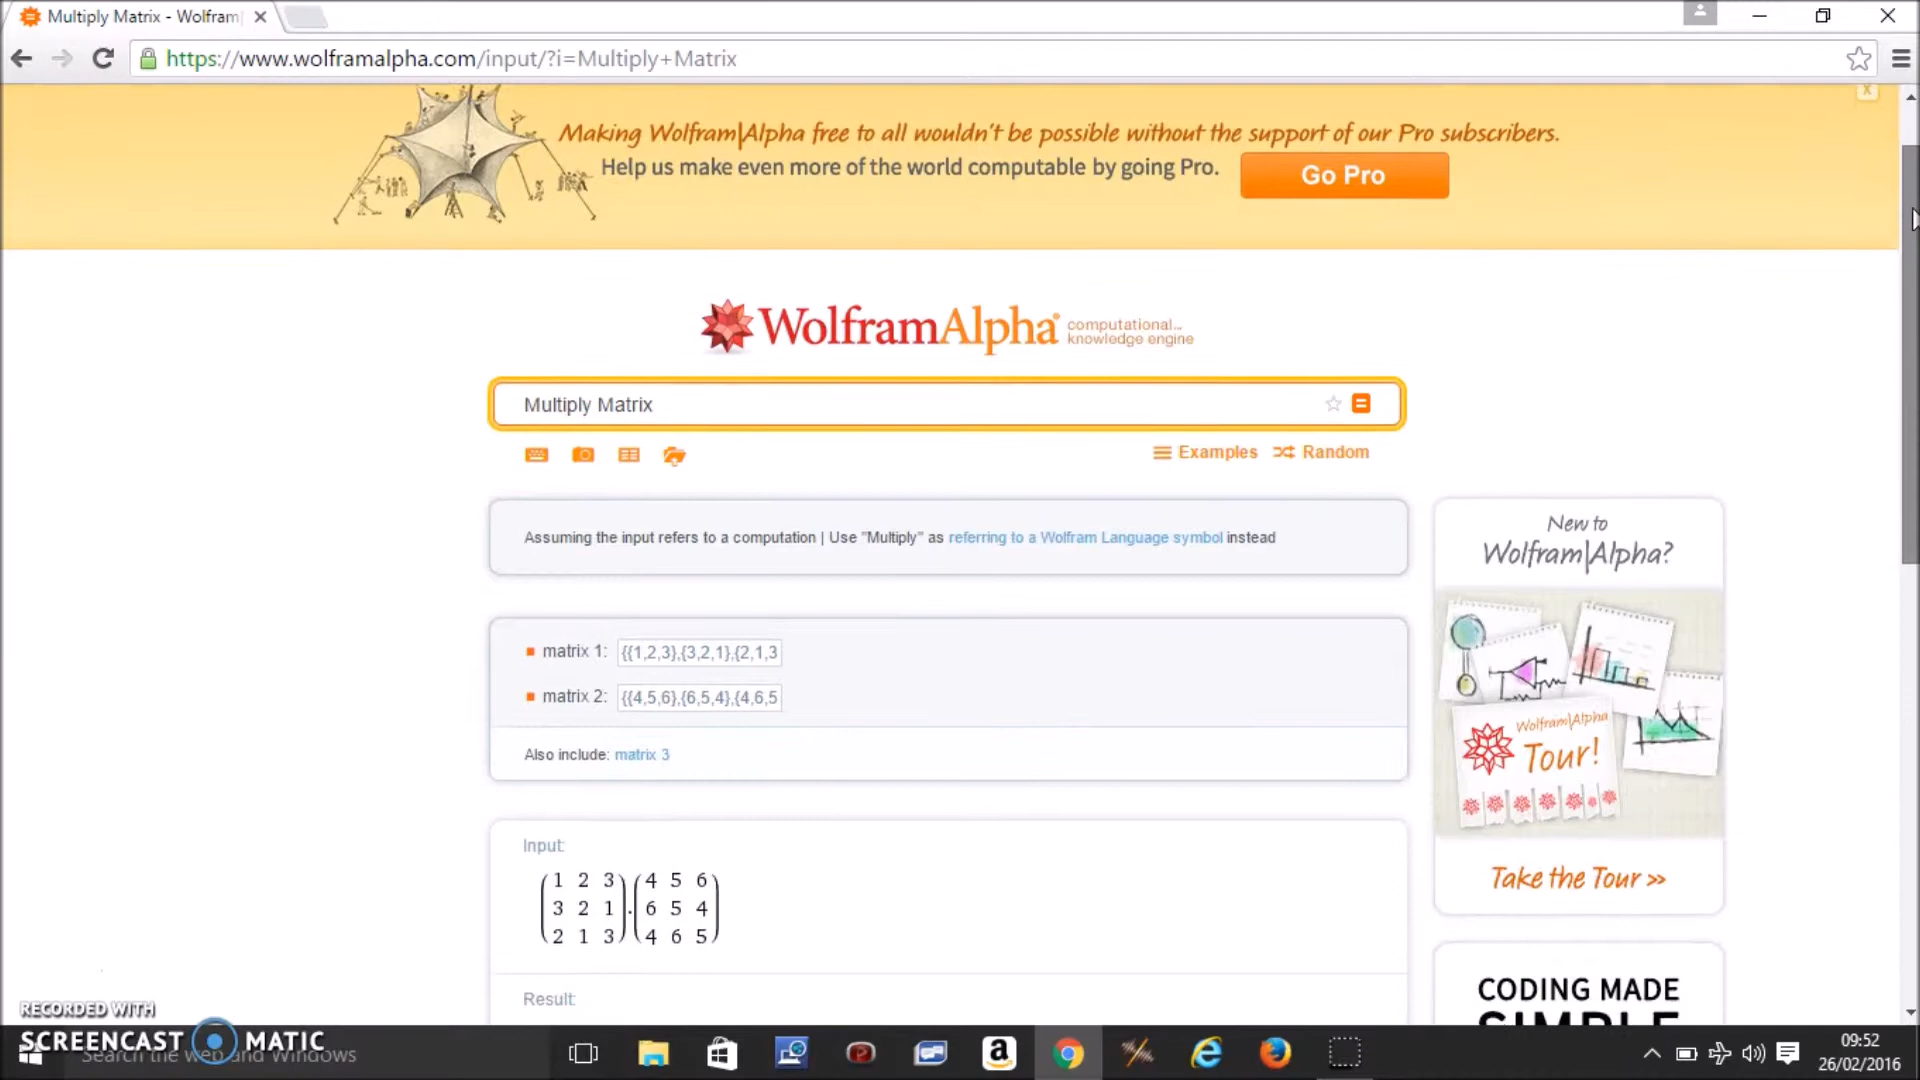 Multiply Matrix - Wolfram|
https://www.wolframalpha.com/input/?i=Multiply+Matrix
Making Wolfram|Alpha free to all wouldn't be possible without the support of our Pro subscribers.
Help us make even more of the world computable by going Pro.
Go Pro
x
WolframAlpha computational...
knowledge engine
Multiply Matrix
Examples Random
Assuming the input refers to a computation | Use "Multiply" as referring to a Wolfram Language symbol instead
matrix 1: {{1,2,3},{3,2,1},{2,1,3
matrix 2: {{4,5,6},{6,5,4},{4,6,5
Also include: matrix 3
Input:
1 2 3 4 5 6
3 2 1 . 6 5 4
2 1 3 4 6 5
Result:
New to
Wolfram|Alpha?
Wolfram|Alpha
Tour!
Take the Tour >>
CODING MADE
SIMPLE
RECORDED WITH
SCREENCAST MATIC
Search the web and Windows
09:52
26/02/2016